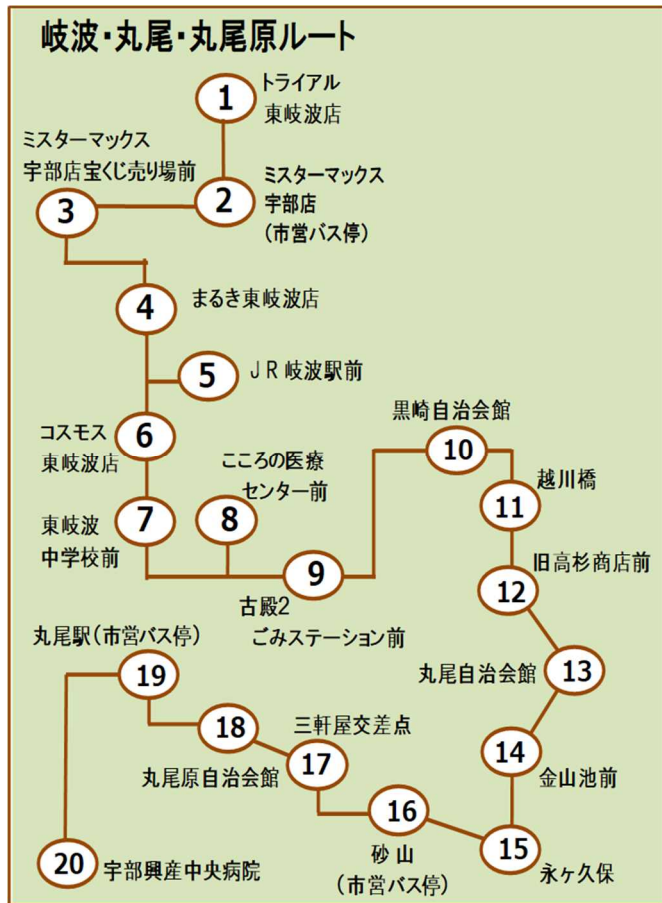 岐波・丸尾・丸尾原ルート
1
トライアル
東岐波店
ミスターマックス
宇部店宝くじ売り場前
3
2
ミスターマックス
宇部店
(市営バス停)
4
まるき東岐波店
5
JR岐波駅前
コスモス
東岐波店
6
こころの医療
センター前
黒崎自治会館
10
越川橋
11
東岐波
中学校前
7
8
9
古殿2
ごみステーション前
旧高杉商店前
12
丸尾駅(市営バス停)
19
丸尾自治会館
13
18
丸尾原自治会館
三軒屋交差点
17
14
金山池前
16
砂山
(市営バス停)
15
永ヶ久保
20
宇部興産中央病院